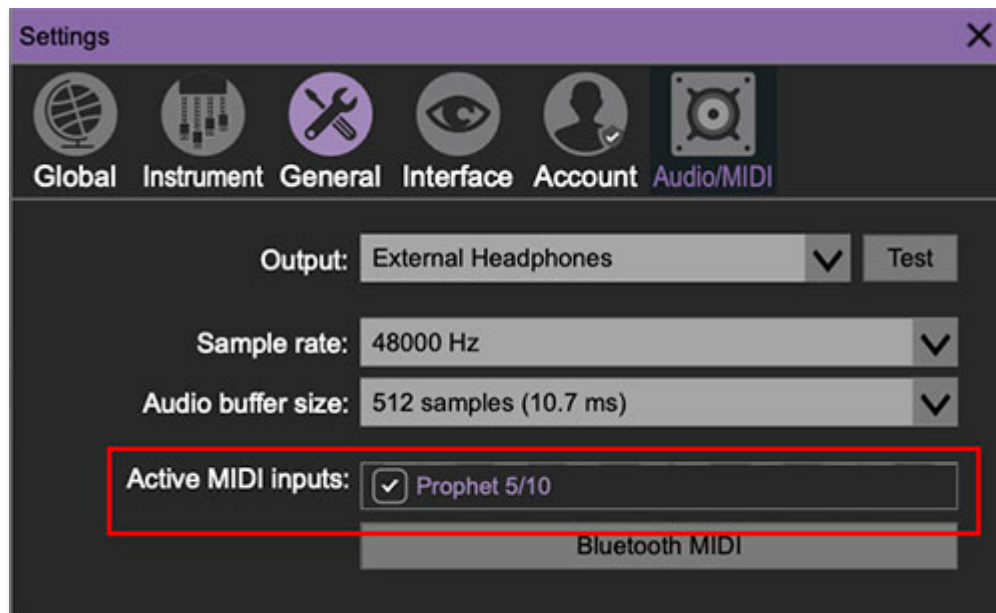 Settings
Global Instrument General Interface Account Audio/MIDI
Output: External Headphones Test
Sample rate: 48000 Hz
Audio buffer size: 512 samples (10.7 ms)
Active MIDI inputs: Prophet 5/10
Bluetooth MIDI